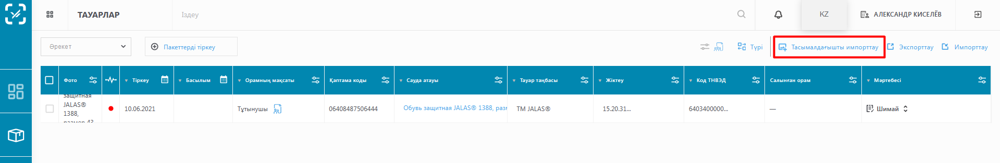 ТАУАРЛАР
Іздеу
KZ
АЛЕКСАНДР КИСЕЛЁВ
Әрекет
Пакеттерді тіркеу
Түрі
Тасымалдағышты импорттау
Экспорттау
Импорттау
Фото
Тіркеу
Басылым
Орамның мақсаты
Қаптама коды
Сауда атауы
Тауар таңбасы
Жіктеу
Код ТНВЭД
Салынған орам
Мәртебесі
защитная
JALAS®
1388,
размер 43
10.06.2021
Тұтынушы
06408487506444
Обувь защитная JALAS® 1388, раз
TM JALAS®
15.20.31...
6403400000...
—
Шимай